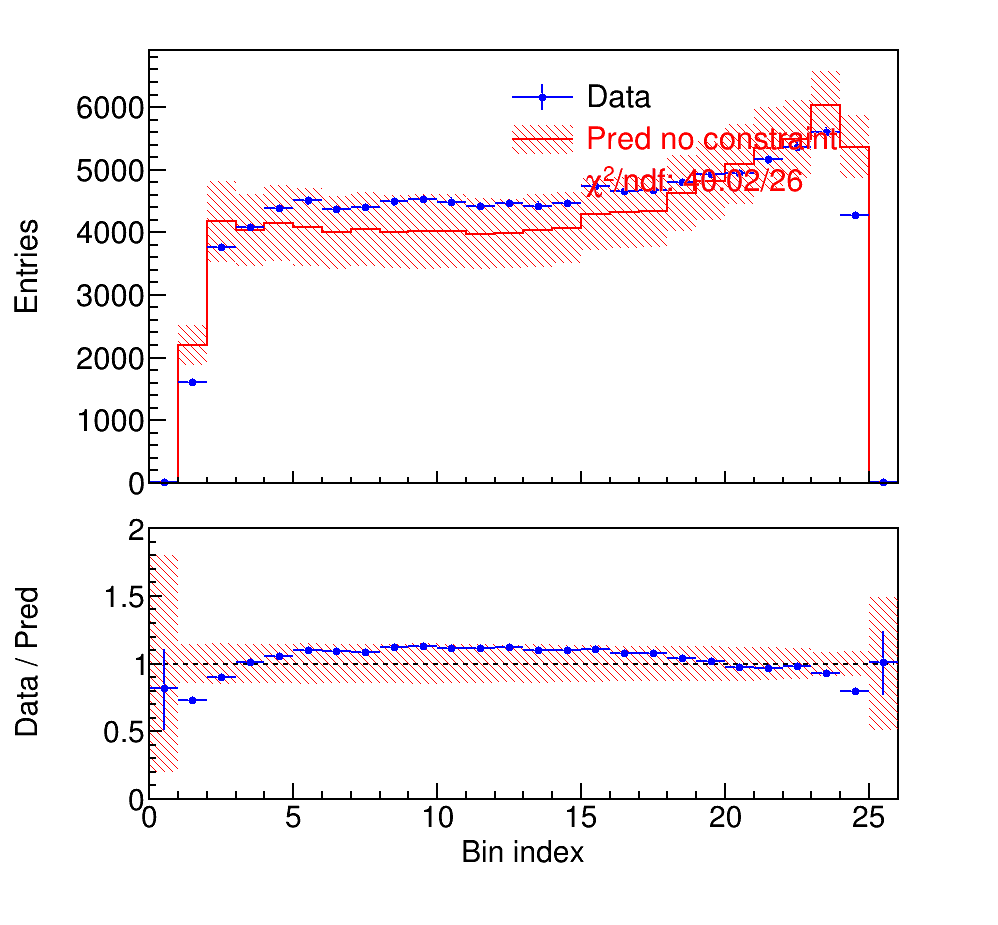 Entries
6000
5000
4000
3000
2000
1000
0
Data
Pred no constraint
χ²/ndf: 40.02/26
Data / Pred
2
1.5
1
0.5
0
0 5 10 15 20 25
Bin index